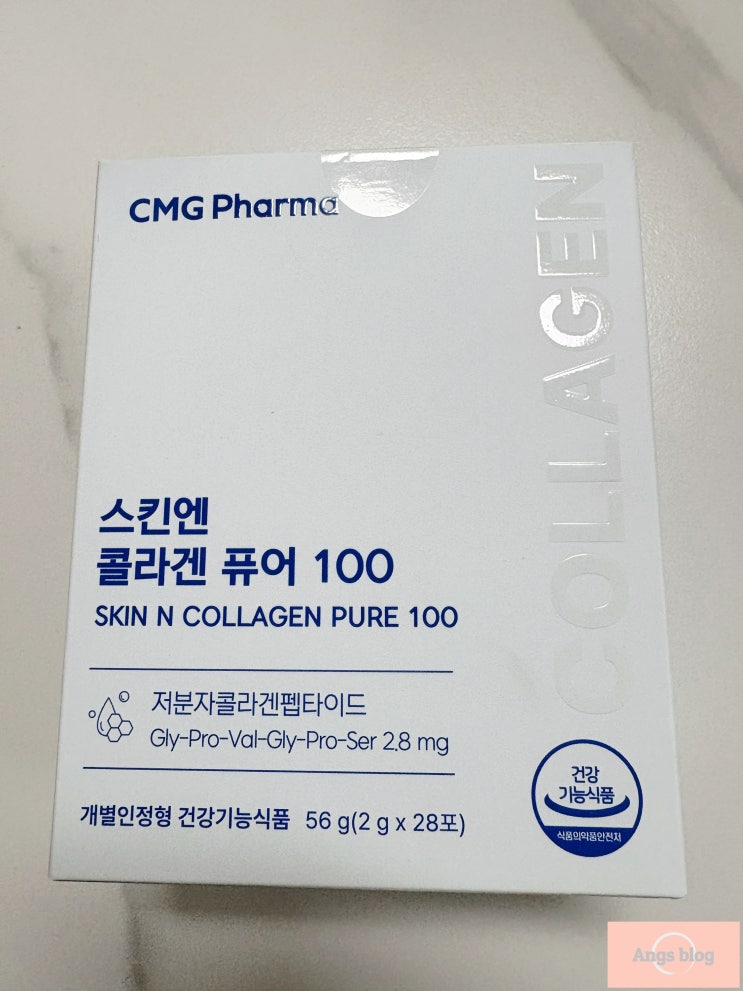 CMG Pharma
COLLAGEN
스킨엔
콜라겐 퓨어 100
SKIN N COLLAGEN PURE 100
저분자콜라겐펩타이드
Gly-Pro-Val-Gly-Pro-Ser 2.8 mg
개별인정형 건강기능식품 56 g(2 g x 28포)
건강
기능식품
식품의약품안전처
Angs blog